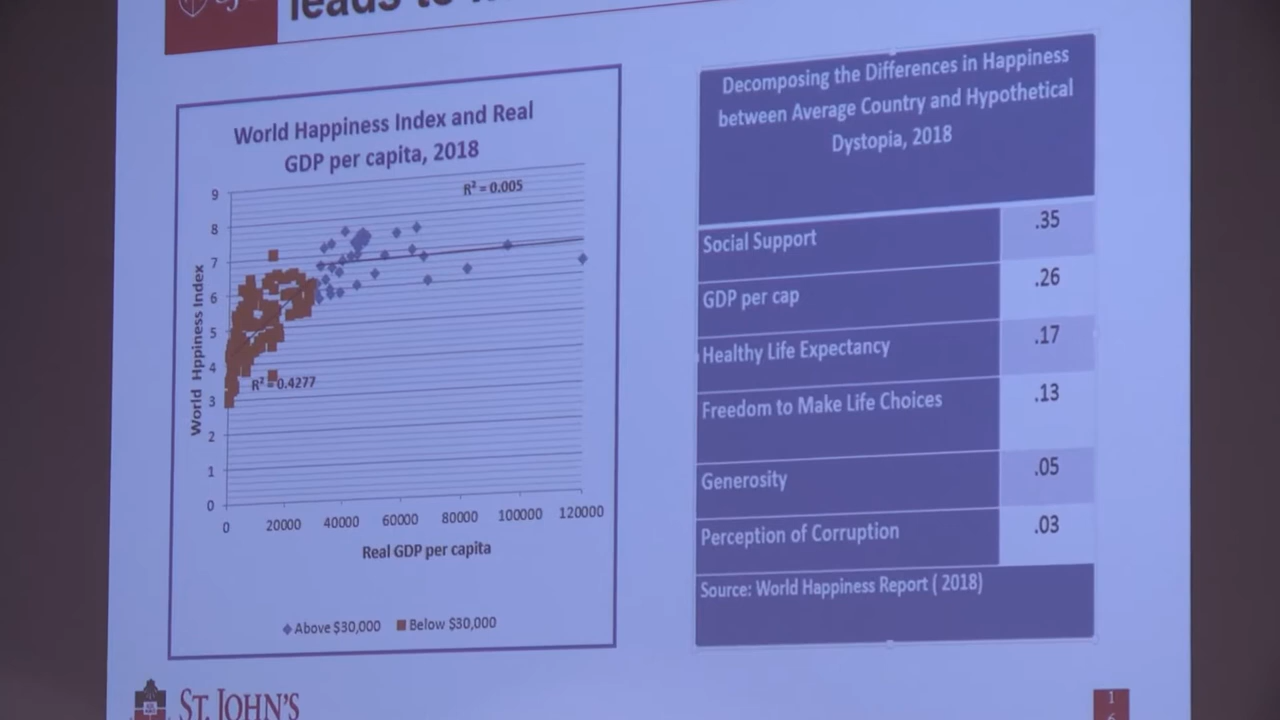 leads to
World Happiness Index and Real
GDP per capita, 2018
R² = 0.005
9
8
7
6
5
4
3
2
1
0
World Hppiness Index
R² = 0.4277
0 20000 40000 60000 80000 100000 120000
Real GDP per capita
Above $30,000 Below $30,000
Decomposing the Differences in Happiness
between Average Country and Hypothetical
Dystopia, 2018
Social Support .35
GDP per cap .26
Healthy Life Expectancy .17
Freedom to Make Life Choices .13
Generosity .05
Perception of Corruption .03
Source: World Happiness Report ( 2018)
ST. JOHN'S
1
6